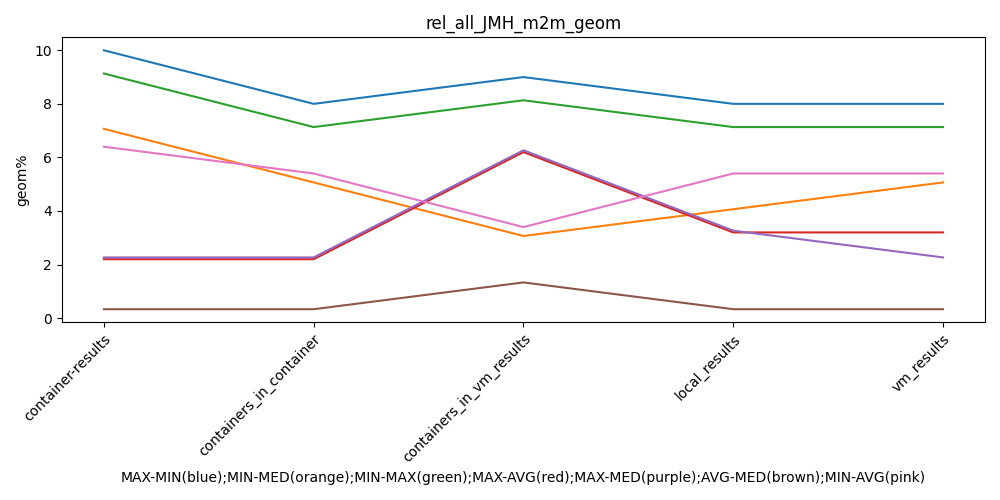 rel_all_JMH_m2m_geom
geom%
10
8
6
4
2
0
container-results
containers_in_container
containers_in_vm_results
local_results
vm_results
MAX-MIN(blue);MIN-MED(orange);MIN-MAX(green);MAX-AVG(red);MAX-MED(purple);AVG-MED(brown);MIN-AVG(pink)